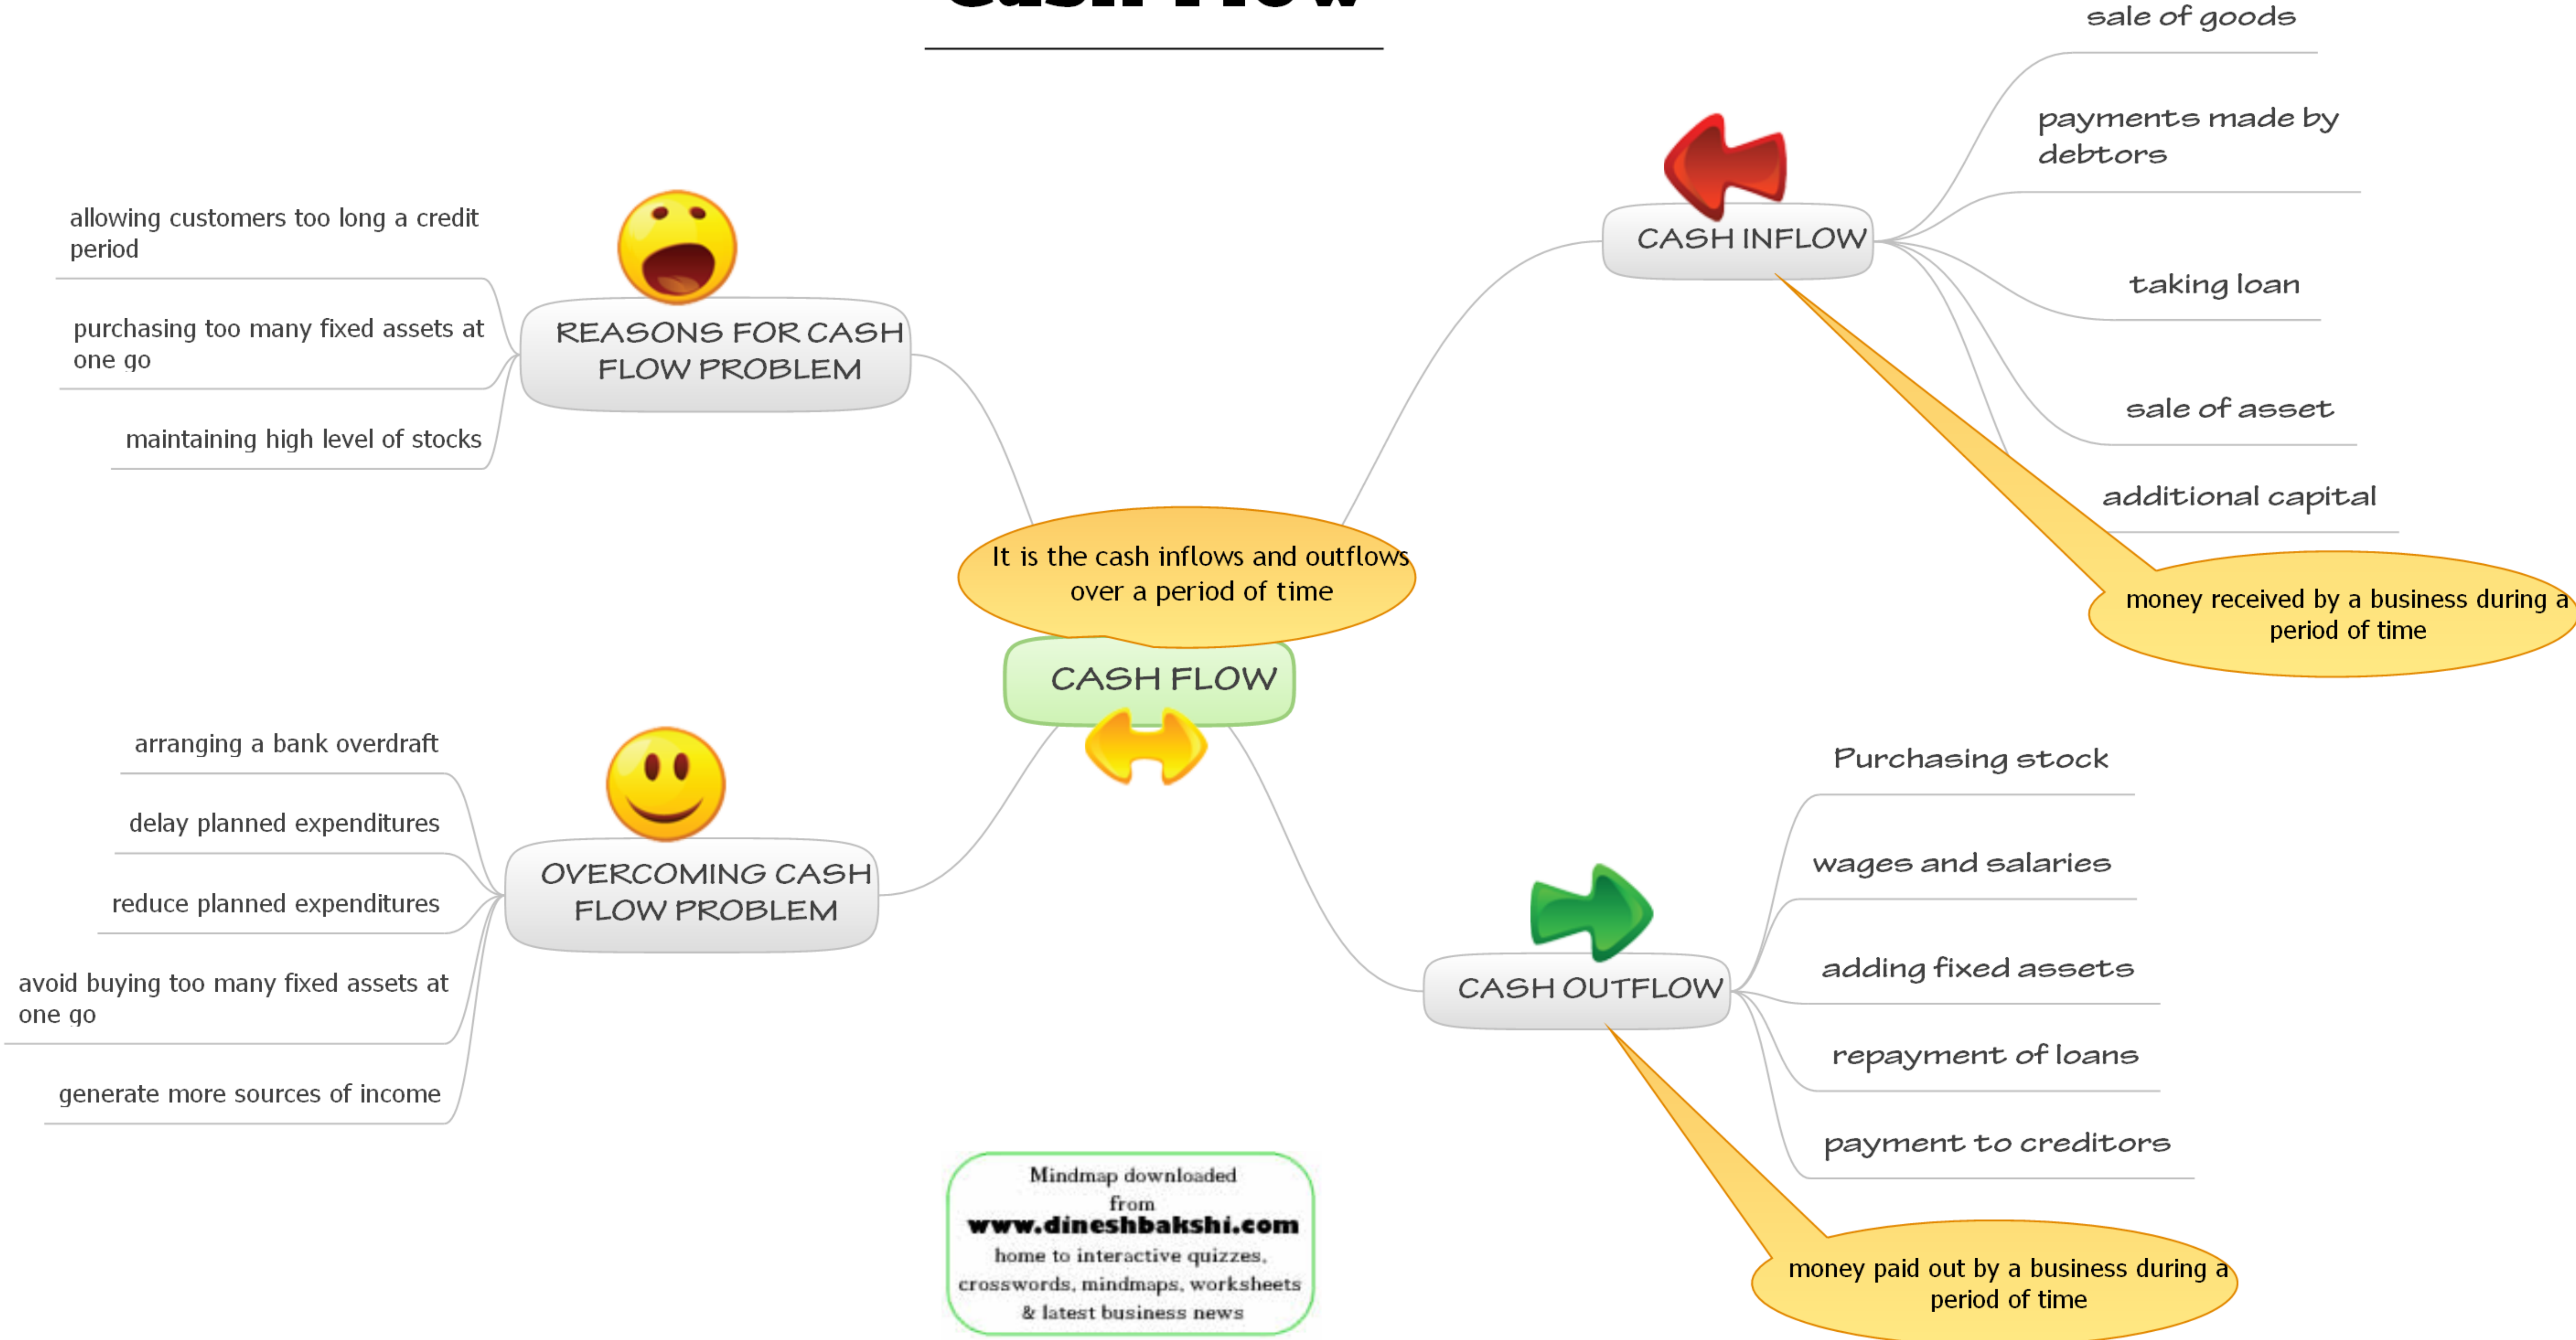 Cash Flow
allowing customers too long a credit
period
purchasing too many fixed assets at
one go
maintaining high level of stocks
REASONS FOR CASH
FLOW PROBLEM
arranging a bank overdraft
delay planned expenditures
reduce planned expenditures
avoid buying too many fixed assets at
one go
generate more sources of income
OVERCOMING CASH
FLOW PROBLEM
It is the cash inflows and outflows
over a period of time
CASH FLOW
CASH INFLOW
sale of goods
payments made by
debtors
taking loan
sale of asset
additional capital
money received by a business during a
period of time
CASH OUTFLOW
Purchasing stock
wages and salaries
adding fixed assets
repayment of loans
payment to creditors
money paid out by a business during a
period of time
Mindmap downloaded
from
www.dineshbakshi.com
home to interactive quizzes,
crosswords, mindmaps, worksheets
& latest business news